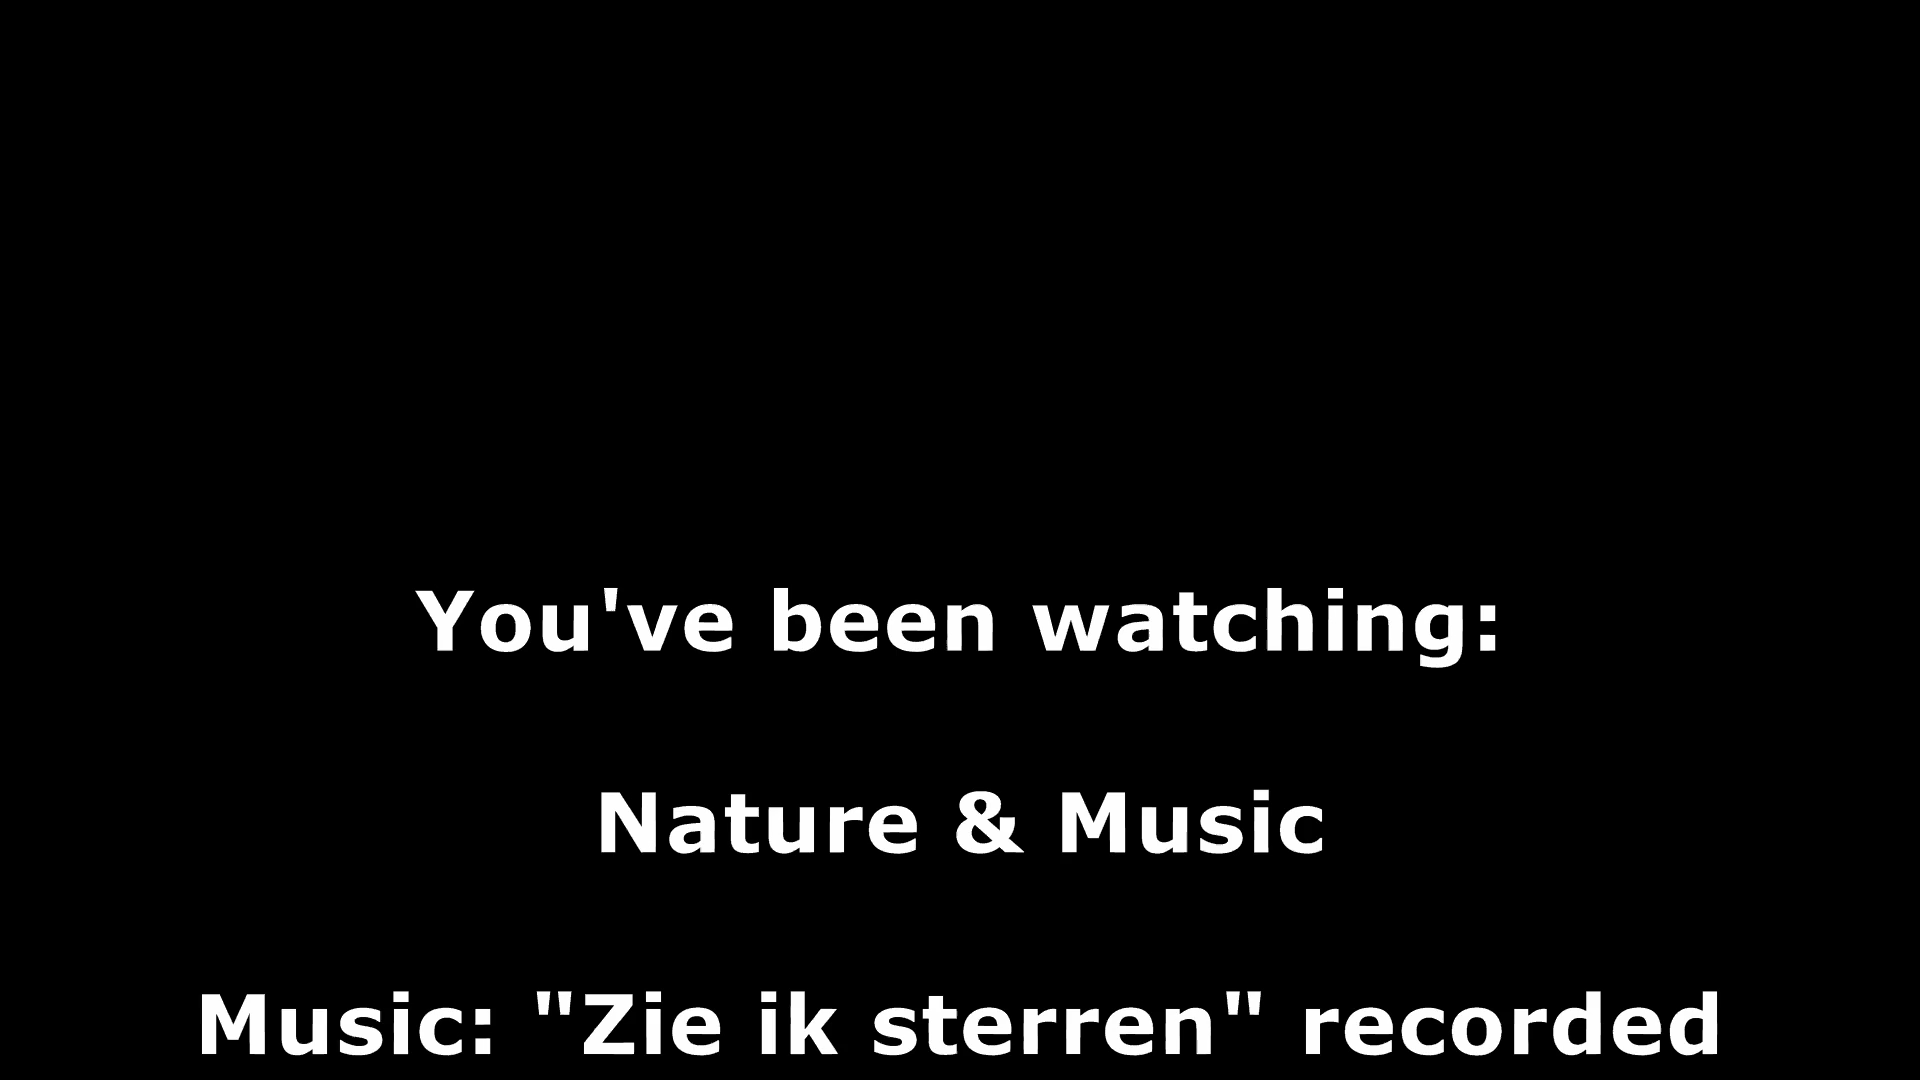 You've been watching:
Nature & Music
Music: "Zie ik sterren" recorded